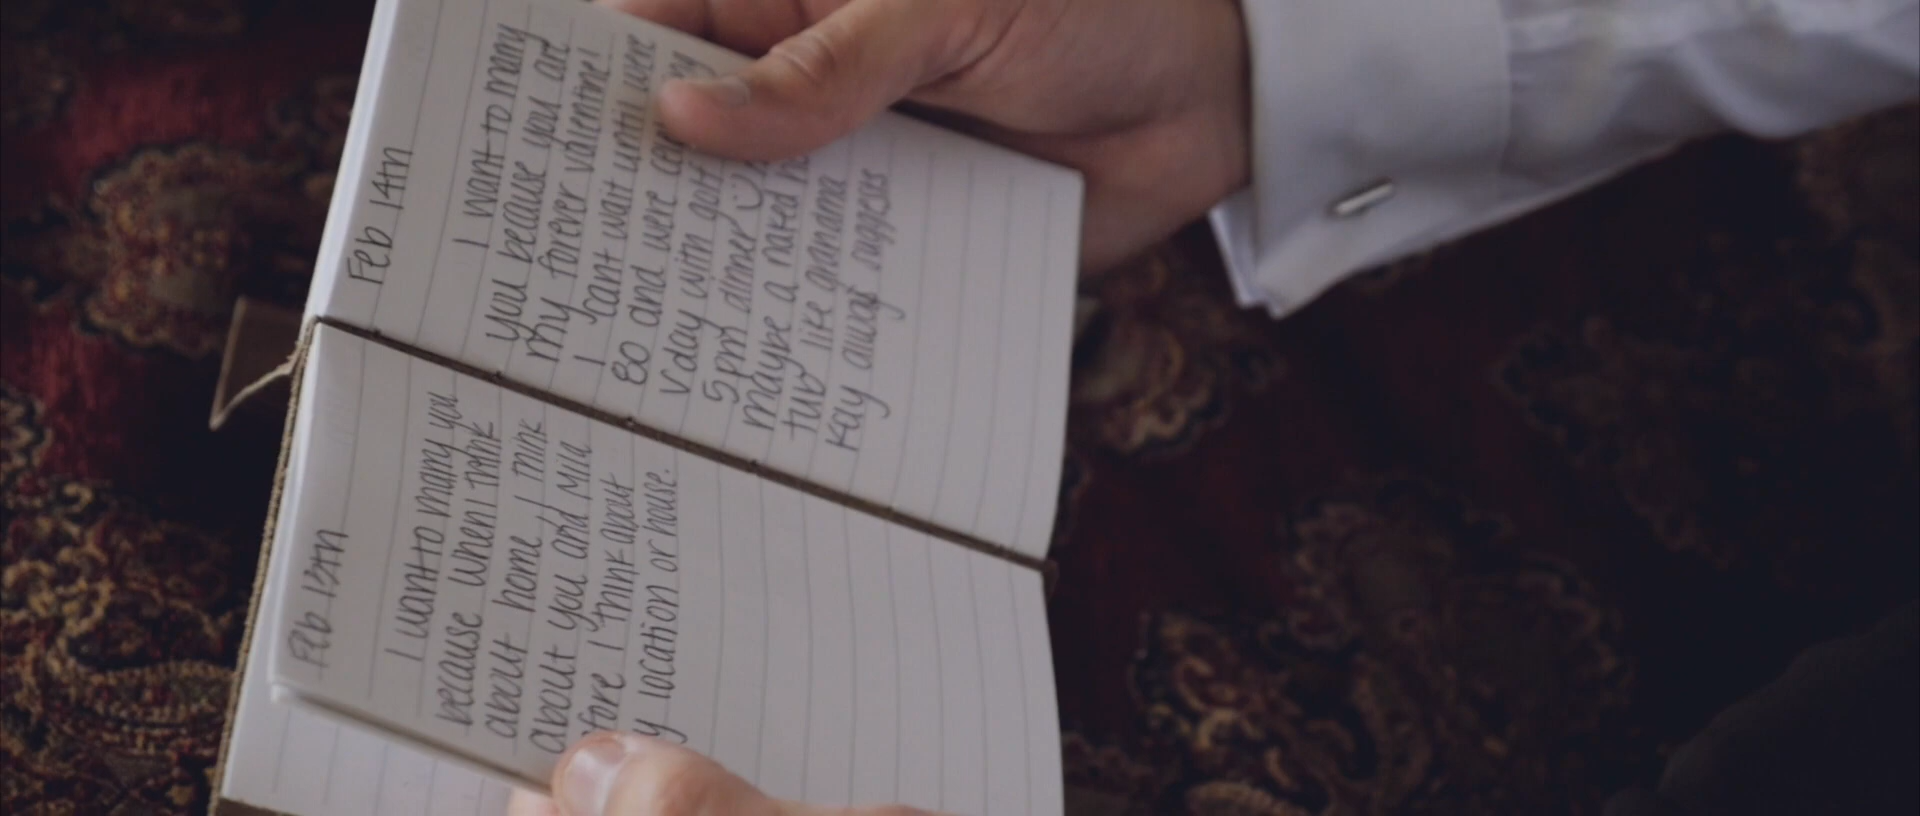 Feb 13th
I want to marry you
because when I think
about home I think
about you and Mila
I think about
location or house.
Feb 14th
I want to marry
you because you are
my forever valentine!
I cant wait until were
80 and were
vday with
5pm dinner
maybe a naked
tub like grandma
Kay always suggests